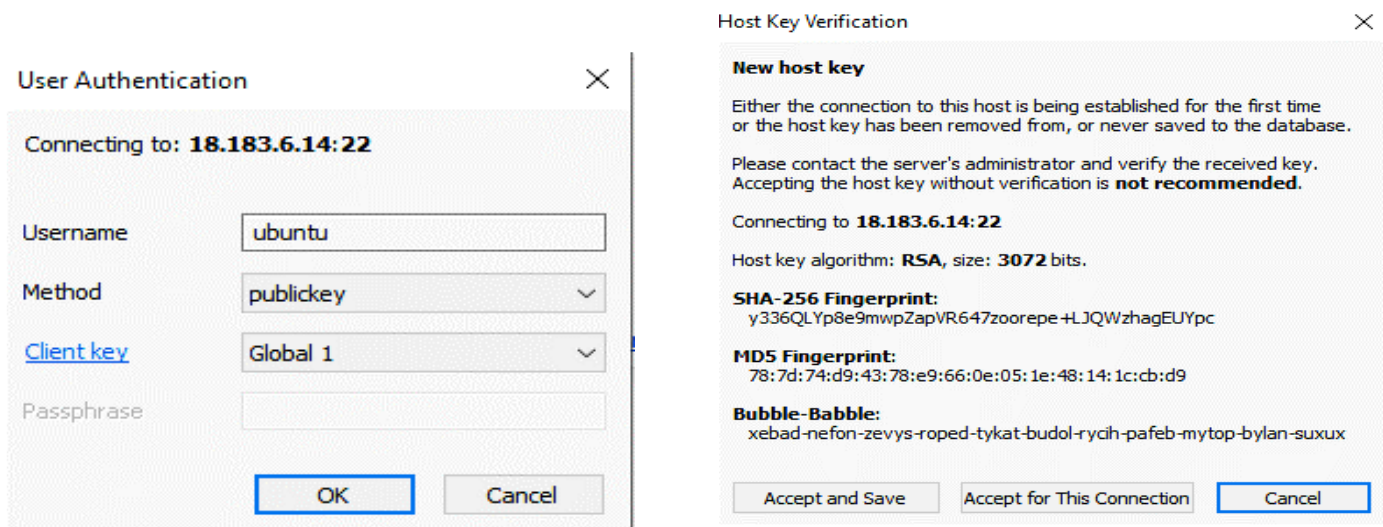 User Authentication
Connecting to: 18.183.6.14:22
Username
ubuntu
Method
publickey
Client key
Global 1
Passphrase
OK
Cancel
Host Key Verification
New host key
Either the connection to this host is being established for the first time
or the host key has been removed from, or never saved to the database.
Please contact the server's administrator and verify the received key.
Accepting the host key without verification is not recommended.
Connecting to 18.183.6.14:22
Host key algorithm: RSA, size: 3072 bits.
SHA-256 Fingerprint:
y336QLYp8e9mwpZapVR647zoorepe+LJQWzhagEUYpc
MD5 Fingerprint:
78:7d:74:d9:43:78:e9:66:0e:05:1e:48:14:1c:cb:d9
Bubble-Babble:
xebad-nefon-zevys-roped-tykat-budol-rycih-pafeb-mytop-bylan-suxux
Accept and Save
Accept for This Connection
Cancel